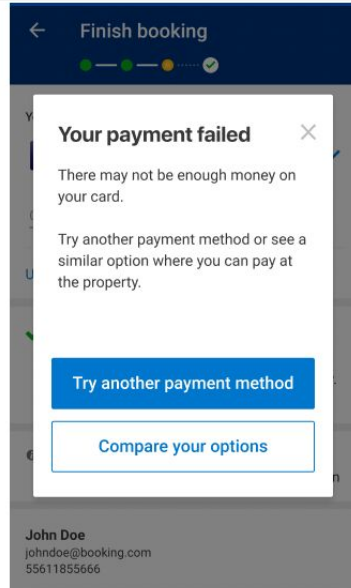 Finish booking
Your payment failed
There may not be enough money on
your card.
Try another payment method or see a
similar option where you can pay at
the property.
Try another payment method
Compare your options
John Doe
johndoe@booking.com
55611855666